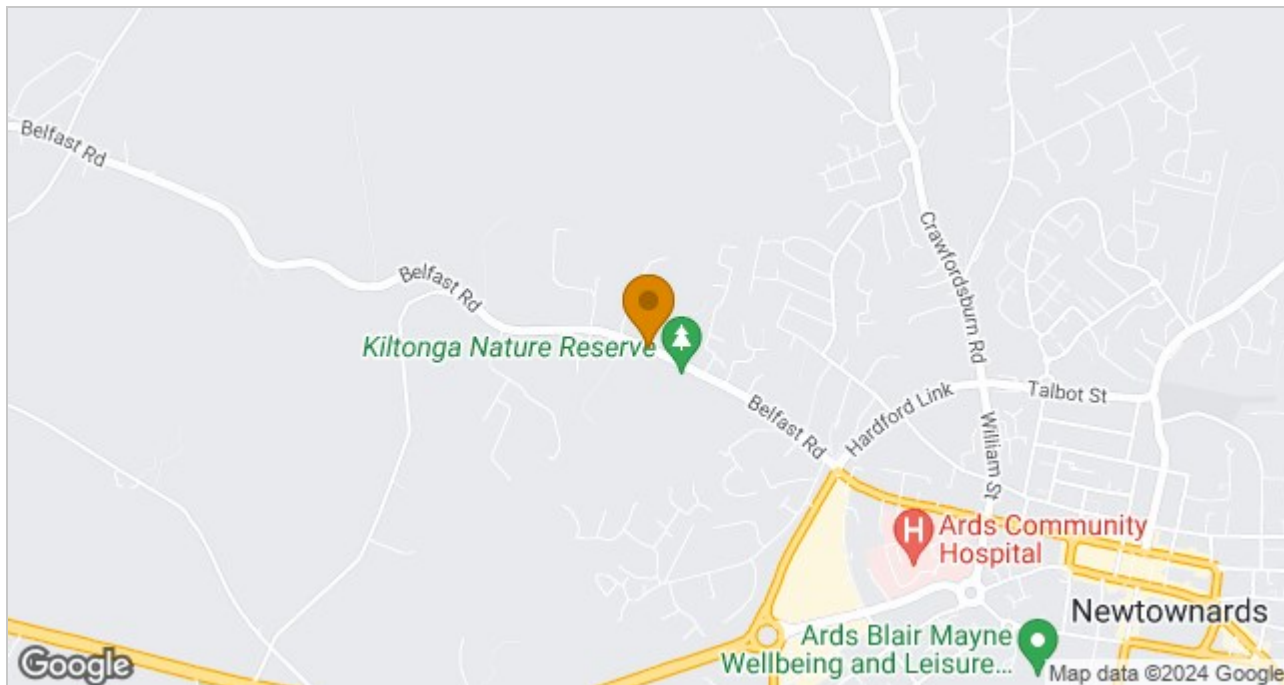 Belfast Rd
Crawfordsburn Rd
Belfast Rd
Kiltonga Nature Reserve
Talbot St
Hardford Link
Belfast Rd
William St
H
Ards Community
Hospital
Newtownards
Ards Blair Mayne
Wellbeing and Leisure...
Google
Map data ©2024 Google